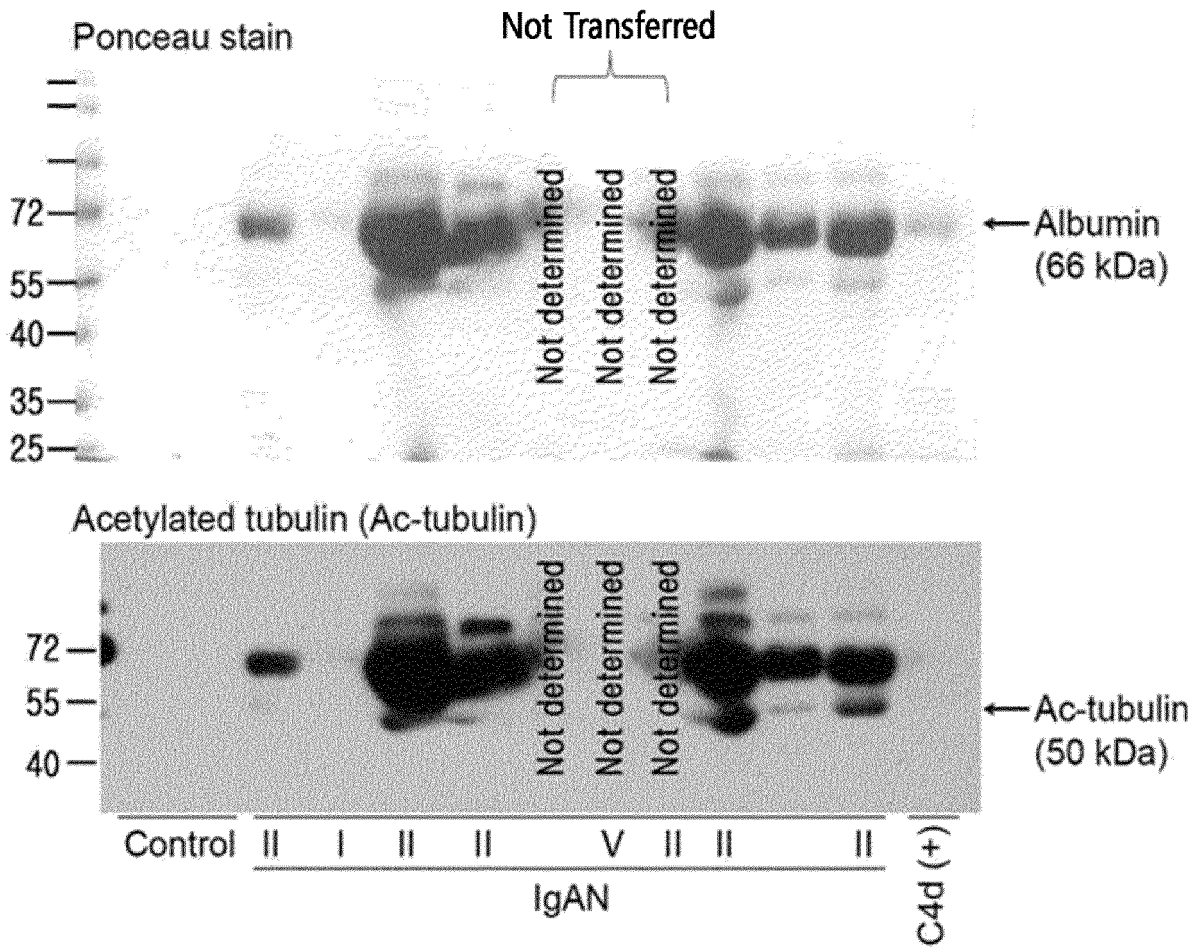 Not Transferred
Ponceau stain
Not determined
Not determined
Not determined
72
55
40
35
25
Albumin
(66 kDa)
Acetylated tubulin (Ac-tubulin)
Not determined
Not determined
Not determined
72
55
40
Ac-tubulin
(50 kDa)
Control II I II II V II II II C4d (+)
IgAN